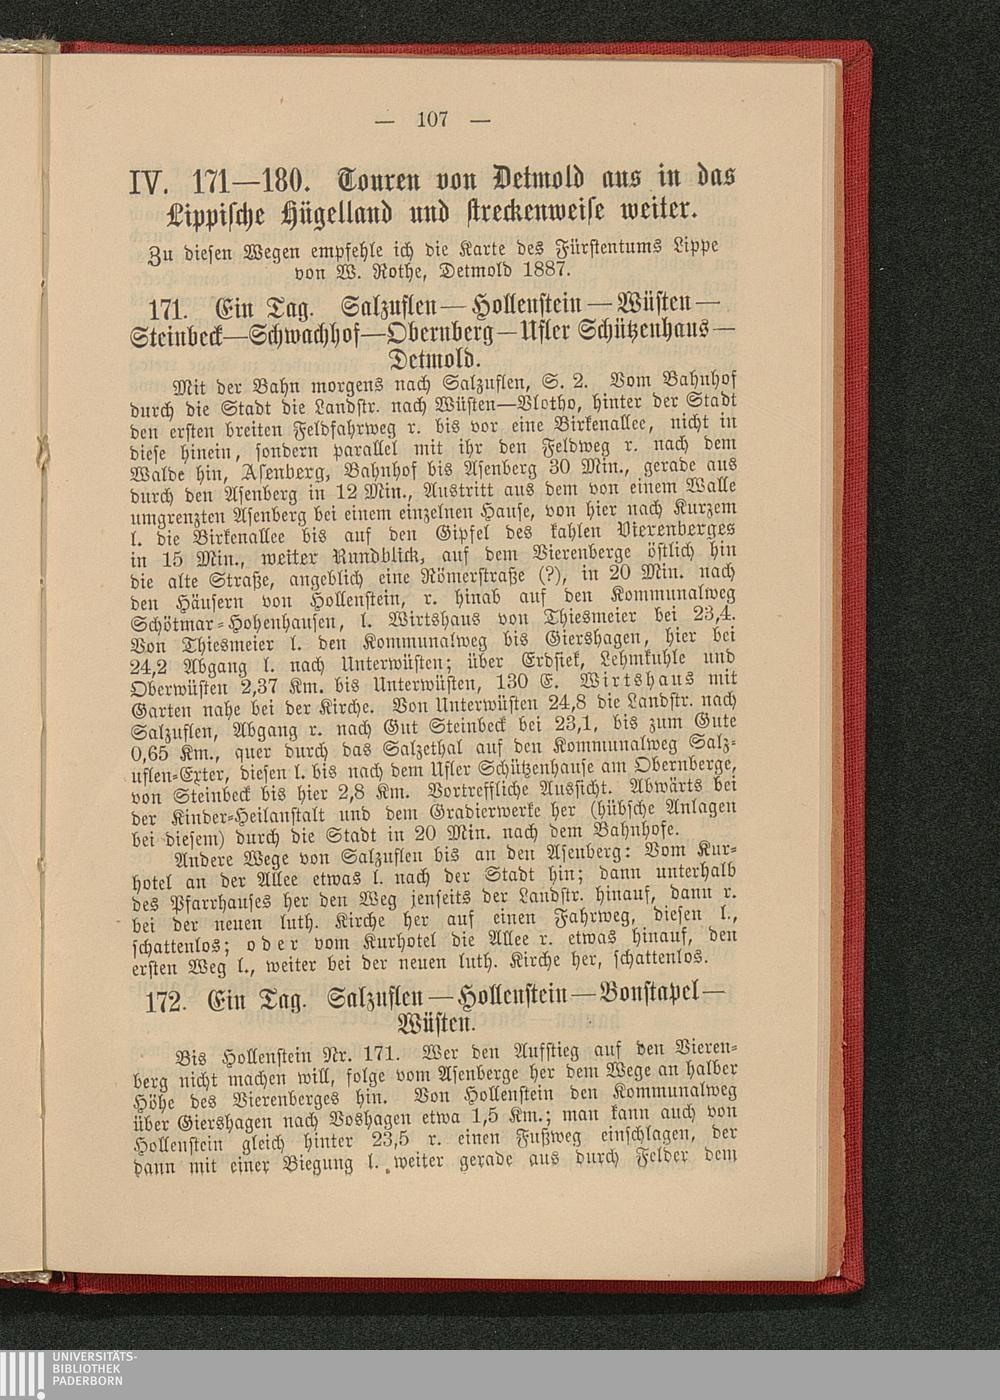 — 107 —
IV. 171—180. Touren von Detmold aus in das
Lippische Hügelland und streckenweise weiter.
Zu diesen Wegen empfehle ich die Karte des Fürstentums Lippe
von W. Rothe, Detmold 1887.
171. Ein Tag. Salzuflen—Hollenstein—Wüsten—
Steinbeck—Schwachhof—Obernberg—Ufler Schützenhaus—
Detmold.
Mit der Bahn morgens nach Salzuflen, S. 2. Vom Bahnhof
durch die Stadt die Landstr. nach Wüsten—Vlotho, hinter der Stadt
den ersten breiten Feldfahrweg r. bis vor eine Birkenallee, nicht in
diese hinein, sondern parallel mit ihr den Feldweg r. nach dem
Walde hin, Asenberg, Bahnhof bis Asenberg 30 Min., gerade aus
durch den Asenberg in 12 Min., Austritt aus dem von einem Walle
umgrenzten Asenberg bei einem einzelnen Hause, von hier nach Kurzem
l. die Birkenallee bis auf den Gipfel des kahlen Vierenberges
in 15 Min., weiter Rundblick, auf dem Vierenberge östlich hin
die alte Straße, angeblich eine Römerstraße (?), in 20 Min. nach
den Häusern von Hollenstein, r. hinab auf den Kommunalweg
Schötmar-Hohenhausen, l. Wirtshaus von Thiesmeier bei 23,4.
Von Thiesmeier l. den Kommunalweg bis Giershagen, hier bei
24,2 Abgang l. nach Unterwüsten; über Erdsiek, Lehmkuhle und
Oberwüsten 2,37 Km. bis Unterwüsten, 130 E. Wirtshaus mit
Garten nahe bei der Kirche. Von Unterwüsten 24,8 die Landstr. nach
Salzuflen, Abgang r. nach Gut Steinbeck bei 23,1, bis zum Gute
0,65 Km., quer durch das Salzethal auf den Kommunalweg Salz-
uflen-Exter, diesen l. bis nach dem Ufler Schützenhause am Obernberge,
von Steinbeck bis hier 2,8 Km. Vortreffliche Aussicht. Abwärts bei
der Kinder-Heilanstalt und dem Gradierwerke her (hübsche Anlagen
bei diesem) durch die Stadt in 20 Min. nach dem Bahnhofe.
Andere Wege von Salzuflen bis an den Asenberg: Vom Kur-
hotel an der Allee etwas l. nach der Stadt hin; dann unterhalb
des Pfarrhauses her den Weg jenseits der Landstr. hinauf, dann r.
bei der neuen luth. Kirche her auf einen Fahrweg, diesen l.,
schattenlos; oder vom Kurhotel die Allee r. etwas hinauf, den
ersten Weg l., weiter bei der neuen luth. Kirche her, schattenlos.
172. Ein Tag. Salzuflen—Hollenstein—Bonstapel—
Wüsten.
Bis Hollenstein Nr. 171. Wer den Aufstieg auf den Vieren-
berg nicht machen will, folge vom Asenberge her dem Wege an halber
Höhe des Vierenberges hin. Von Hollenstein den Kommunalweg
über Giershagen nach Voshagen etwa 1,5 Km.; man kann auch von
Hollenstein gleich hinter 23,5 r. einen Fußweg einschlagen, der
dann mit einer Biegung l. weiter gerade aus durch Felder dem
UNIVERSITÄTS-
BIBLIOTHEK
PADERBORN